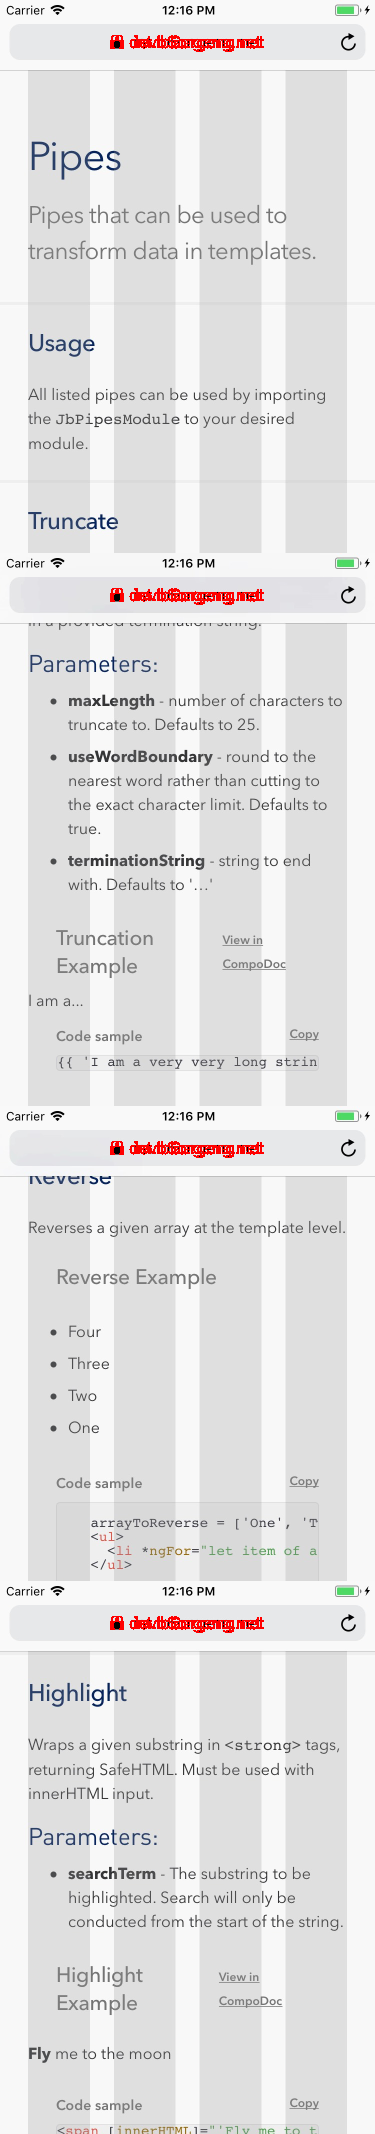 Carrier 12:16 PM
Pipes
Pipes that can be used to
transform data in templates.
Usage
All listed pipes can be used by importing
the JbPipesModule to your desired
module.
Truncate
Carrier 12:16 PM
in a provided termination string.
Parameters:
• maxLength - number of characters to
truncate to. Defaults to 25.
• useWordBoundary - round to the
nearest word rather than cutting to
the exact character limit. Defaults to
true.
• terminationString - string to end
with. Defaults to '…'
Truncation View in
Example CompoDoc
I am a...
Code sample Copy
{{ 'I am a very very long strin
Carrier 12:16 PM
Reverse
Reverses a given array at the template level.
Reverse Example
• Four
• Three
• Two
• One
Code sample Copy
arrayToReverse = ['One', 'T
<ul>
<li *ngFor="let item of a
</ul>
Carrier 12:16 PM
Highlight
Wraps a given substring in <strong> tags,
returning SafeHTML. Must be used with
innerHTML input.
Parameters:
• searchTerm - The substring to be
highlighted. Search will only be
conducted from the start of the string.
Highlight View in
Example CompoDoc
Fly me to the moon
Code sample Copy
<span [innerHTML]="'Fly me to t